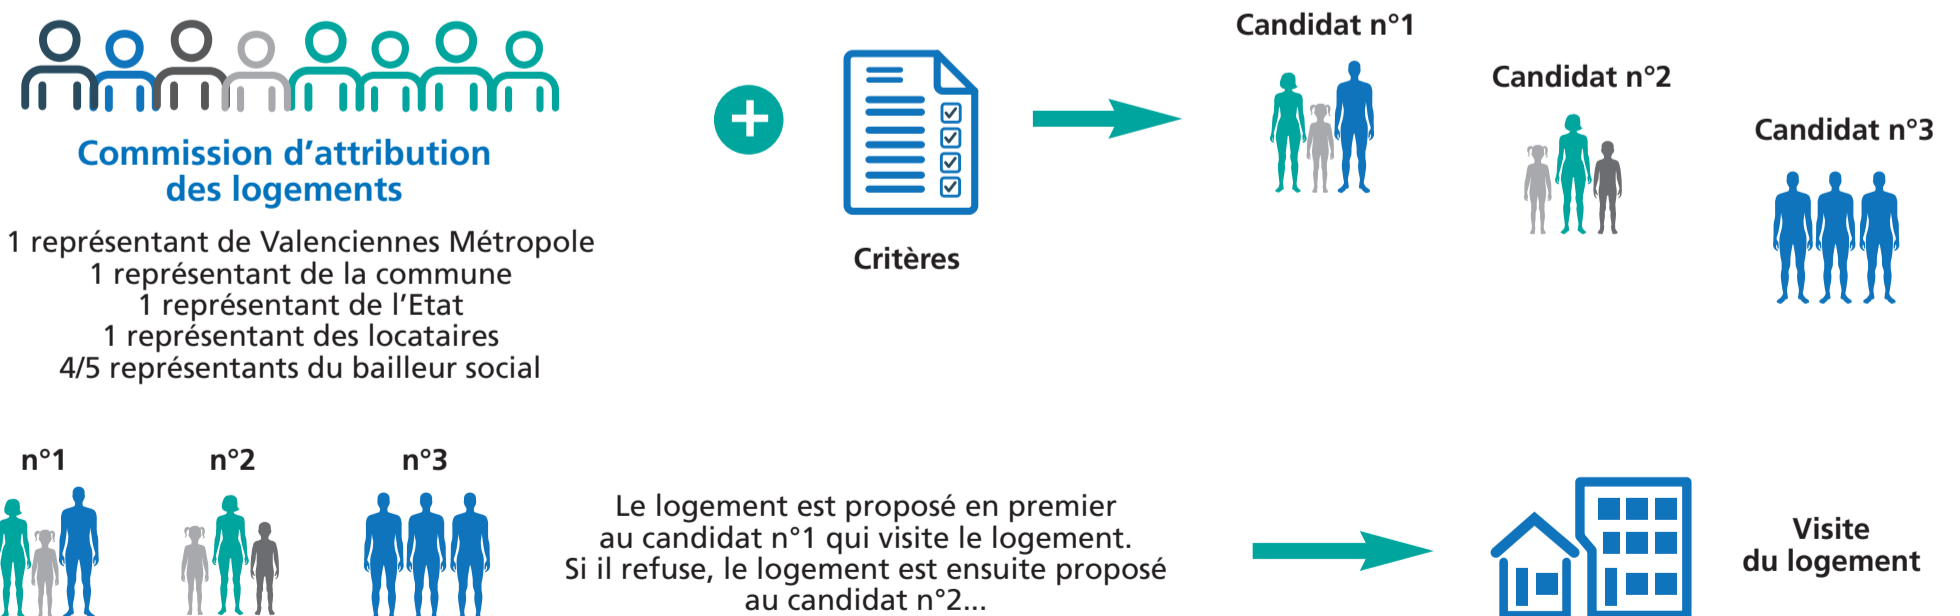 Commission d'attribution
des logements
1 représentant de Valenciennes Métropole
1 représentant de la commune
1 représentant de l'Etat
1 représentant des locataires
4/5 représentants du bailleur social
Critères
Candidat n°1
Candidat n°2
Candidat n°3
n°1
n°2
n°3
Le logement est proposé en premier
au candidat n°1 qui visite le logement.
Si il refuse, le logement est ensuite proposé
au candidat n°2...
Visite
du logement